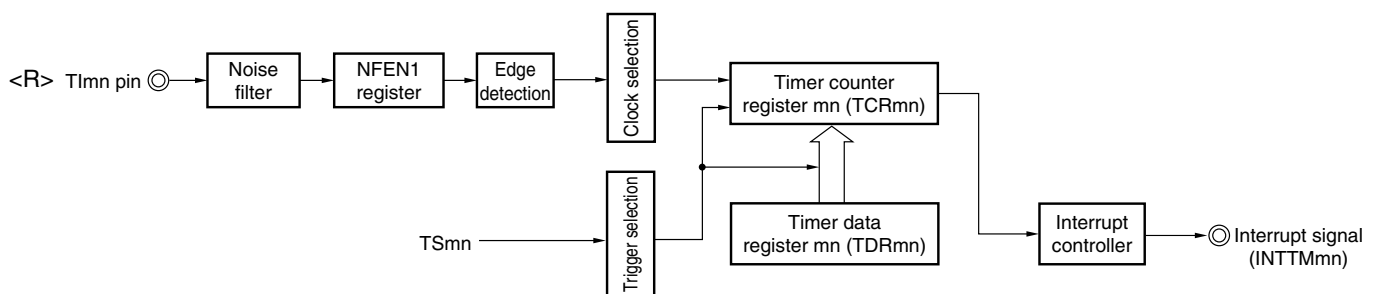 <R> TImn pin
Noise
filter
NFEN1
register
Edge
detection
Clock selection
Timer counter
register mn (TCRmn)
TSmn
Trigger selection
Timer data
register mn (TDRmn)
Interrupt
controller
Interrupt signal
(INTTMmn)